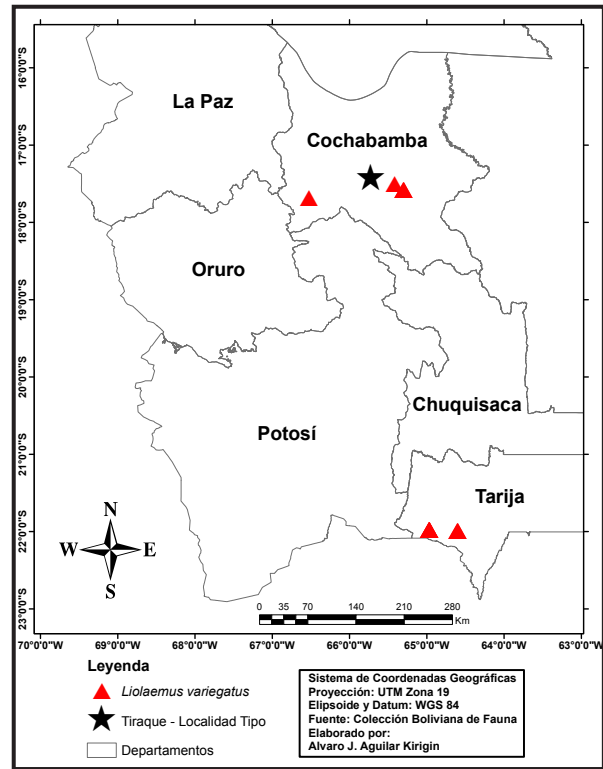 16°0'0"S
17°0'0"S
18°0'0"S
19°0'0"S
20°0'0"S
21°0'0"S
22°0'0"S
23°0'0"S
La Paz
Cochabamba
Oruro
Potosí
Chuquisaca
Tarija
N
W E
S
0 35 70 140 210 280
Km
70°0'0"W 69°0'0"W 68°0'0"W 67°0'0"W 66°0'0"W 65°0'0"W 64°0'0"W 63°0'0"W
Leyenda
Liolaemus variegatus
Tiraque - Localidad Tipo
Departamentos
Sistema de Coordenadas Geográficas
Proyección: UTM Zona 19
Elipsoide y Datum: WGS 84
Fuente: Colección Boliviana de Fauna
Elaborado por:
Alvaro J. Aguilar Kirigin